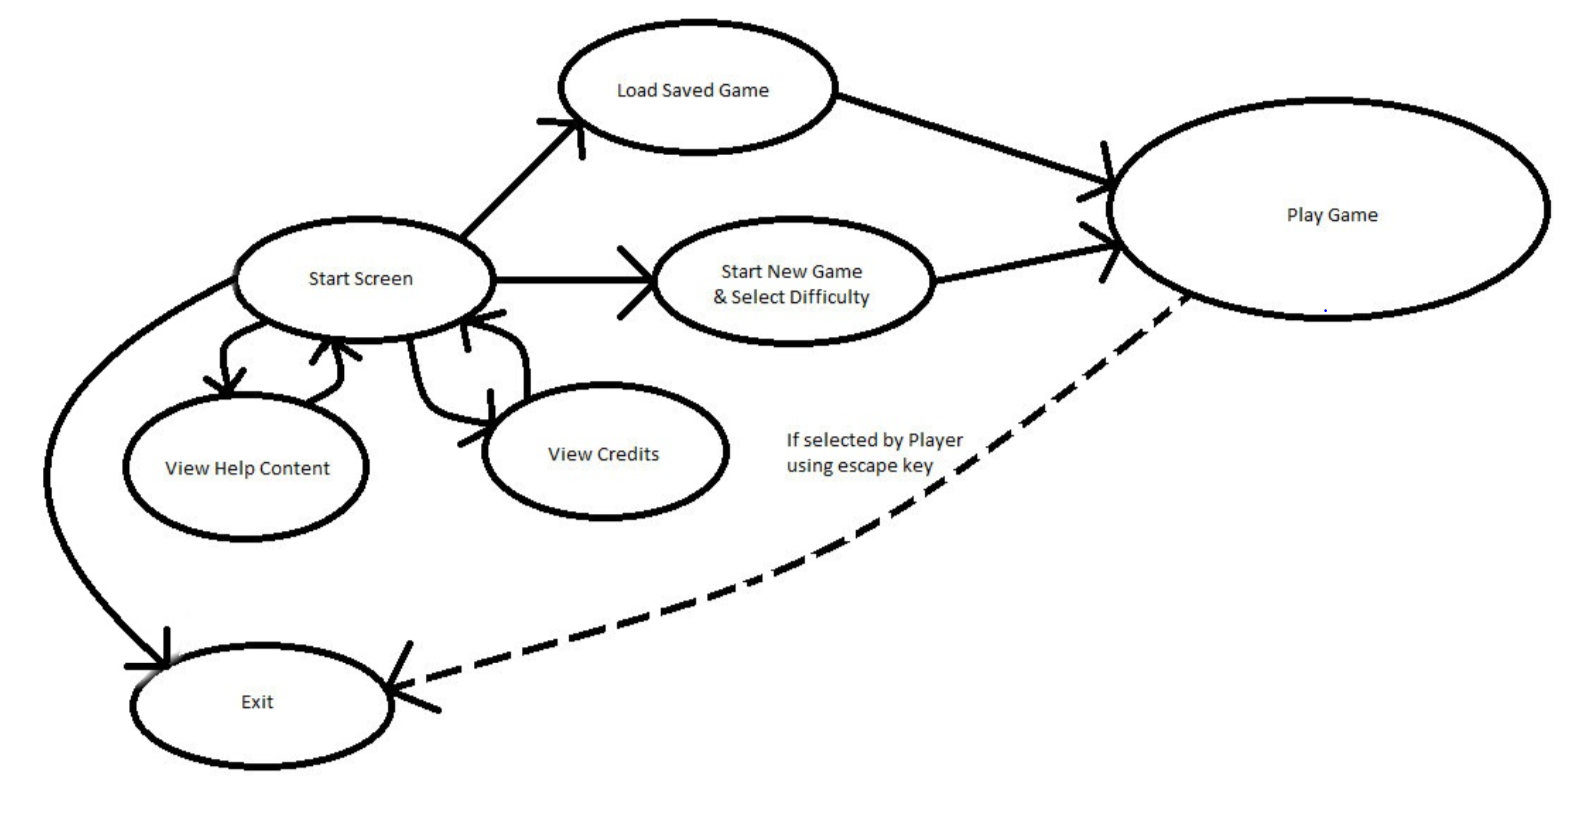 Load Saved Game
Play Game
Start Screen
Start New Game
& Select Difficulty
View Help Content
View Credits
If selected by Player
using escape key
Exit